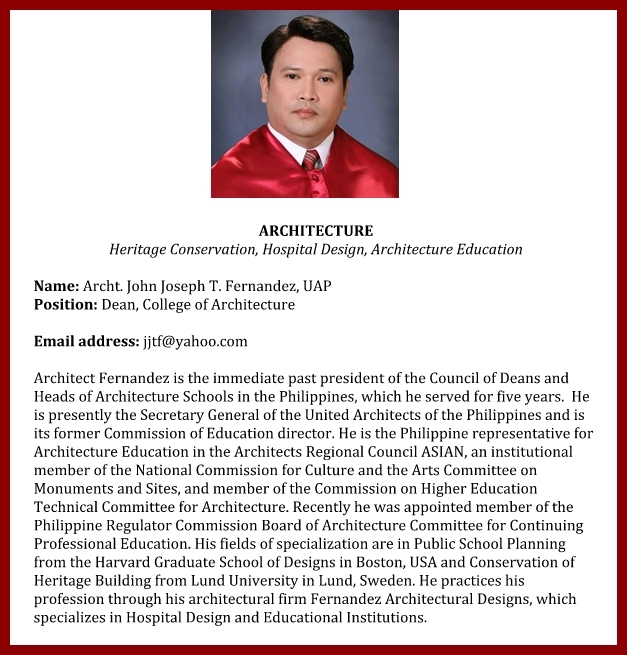 ARCHITECTURE
Heritage Conservation, Hospital Design, Architecture Education
Name: Archt. John Joseph T. Fernandez, UAP
Position: Dean, College of Architecture
Email address: jjtf@yahoo.com
Architect Fernandez is the immediate past president of the Council of Deans and
Heads of Architecture Schools in the Philippines, which he served for five years.  He
is presently the Secretary General of the United Architects of the Philippines and is
its former Commission of Education director. He is the Philippine representative for
Architecture Education in the Architects Regional Council ASIAN, an institutional
member of the National Commission for Culture and the Arts Committee on
Monuments and Sites, and member of the Commission on Higher Education
Technical Committee for Architecture. Recently he was appointed member of the
Philippine Regulator Commission Board of Architecture Committee for Continuing
Professional Education. His fields of specialization are in Public School Planning
from the Harvard Graduate School of Designs in Boston, USA and Conservation of
Heritage Building from Lund University in Lund, Sweden. He practices his
profession through his architectural firm Fernandez Architectural Designs, which
specializes in Hospital Design and Educational Institutions.